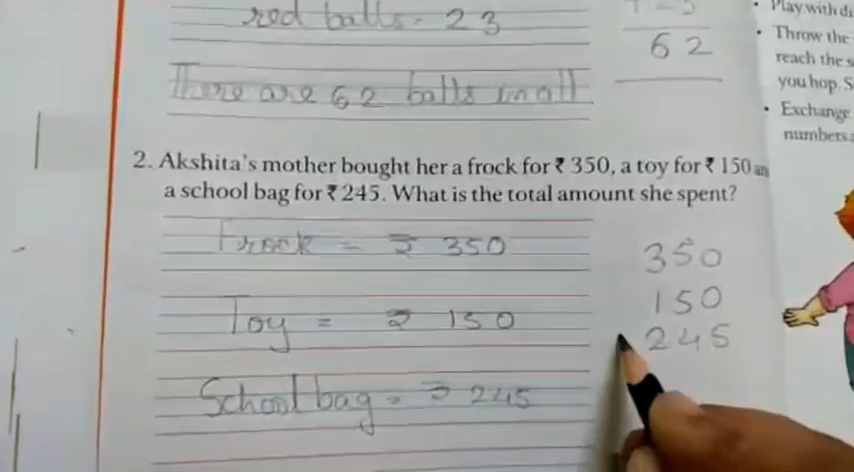 red balls - 23
+ 23
62
There are 62 balls in all
• Play with di
• Throw the
reach the s
you hop. S
• Exchange
numbers a
2. Akshita's mother bought her a frock for ₹ 350, a toy for ₹ 150 an
a school bag for ₹ 245. What is the total amount she spent?
Frock = ₹ 350
350
Toy = ₹ 150
150
245
School bag = ₹ 245